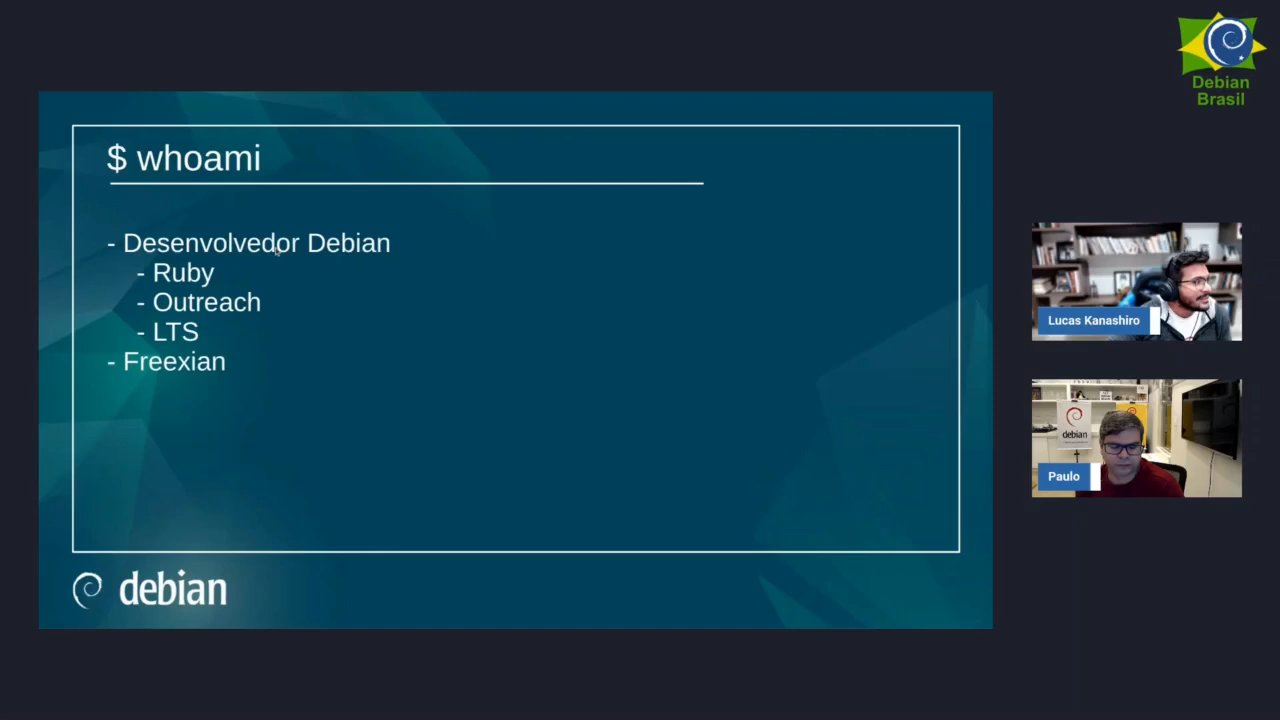 Debian
Brasil
$ whoami
- Desenvolvedor Debian
- Ruby
- Outreach
- LTS
- Freexian
debian
Lucas Kanashiro
debian
Paulo